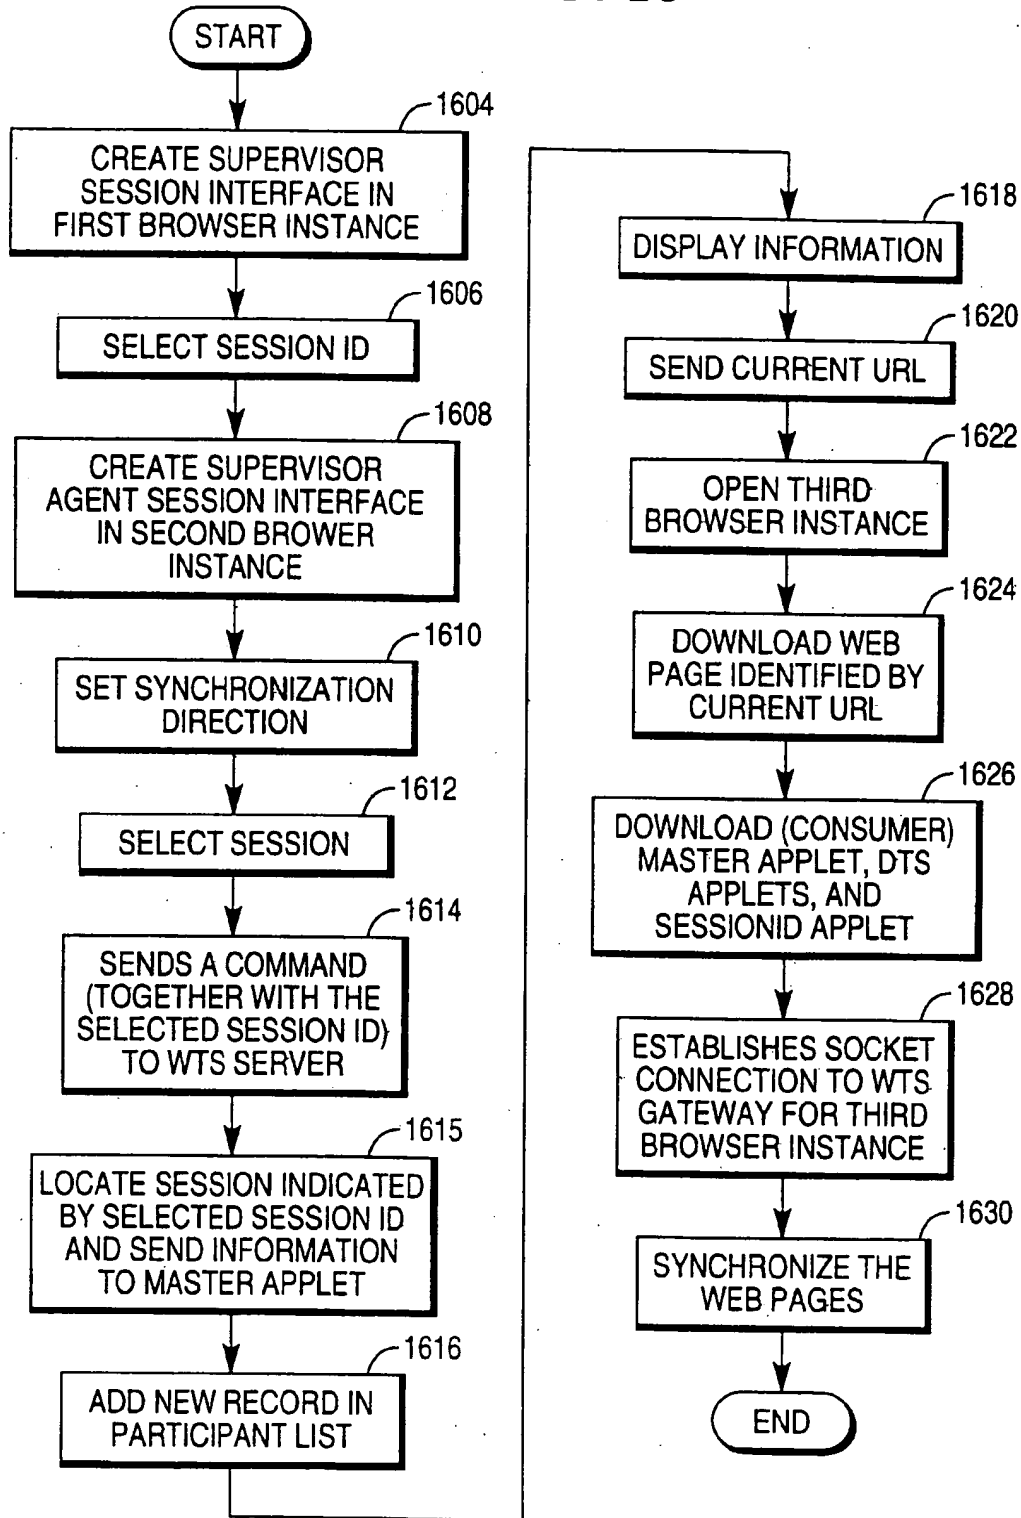 START
1604
CREATE SUPERVISOR
SESSION INTERFACE IN
FIRST BROWSER INSTANCE
1606
SELECT SESSION ID
1608
CREATE SUPERVISOR
AGENT SESSION INTERFACE
IN SECOND BROWER
INSTANCE
1610
SET SYNCHRONIZATION
DIRECTION
1612
SELECT SESSION
1614
SENDS A COMMAND
(TOGETHER WITH THE
SELECTED SESSION ID)
TO WTS SERVER
1615
LOCATE SESSION INDICATED
BY SELECTED SESSION ID
AND SEND INFORMATION
TO MASTER APPLET
1616
ADD NEW RECORD IN
PARTICIPANT LIST
1618
DISPLAY INFORMATION
1620
SEND CURRENT URL
1622
OPEN THIRD
BROWSER INSTANCE
1624
DOWNLOAD WEB
PAGE IDENTIFIED BY
CURRENT URL
1626
DOWNLOAD (CONSUMER)
MASTER APPLET, DTS
APPLETS, AND
SESSIONID APPLET
1628
ESTABLISHES SOCKET
CONNECTION TO WTS
GATEWAY FOR THIRD
BROWSER INSTANCE
1630
SYNCHRONIZE THE
WEB PAGES
END